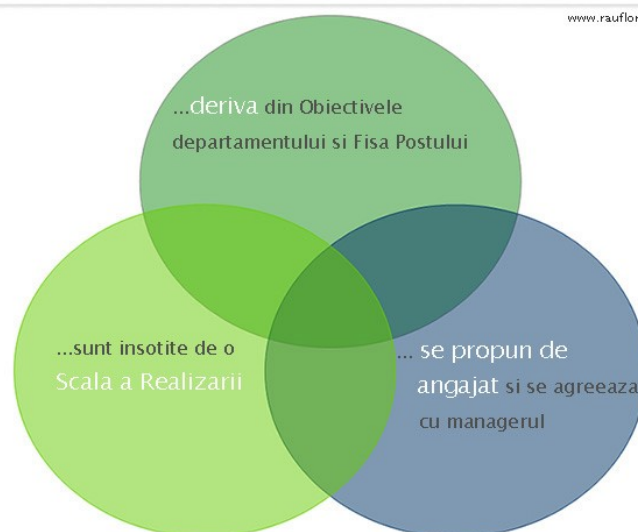 www.rauflor
...deriva din Obiectivele
departamentului si Fisa Postului
...sunt insotite de o
Scala a Realizarii
... se propun de
angajat si se agreeaza
cu managerul